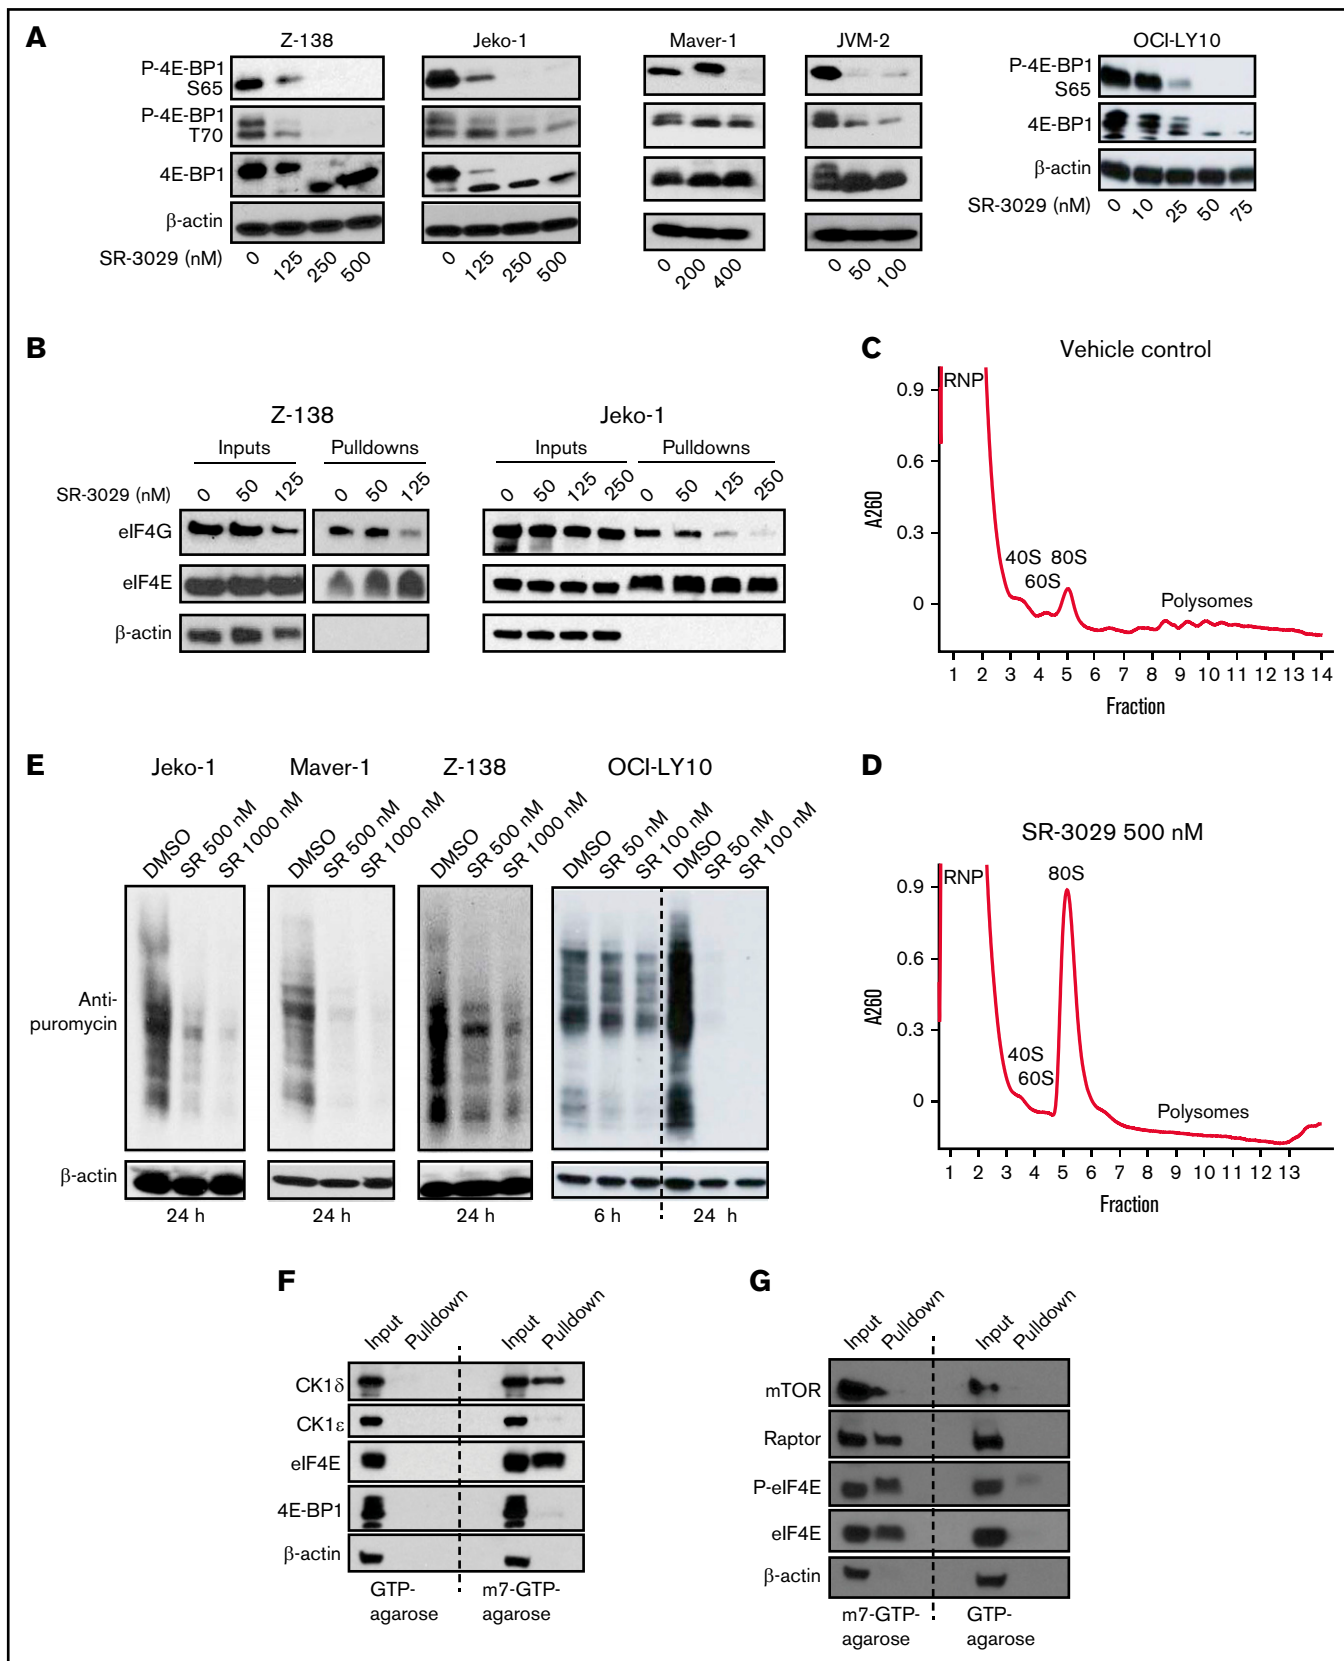 A
Z-138
Jeko-1
Maver-1
JVM-2
OCI-LY10
P-4E-BP1
S65
P-4E-BP1
T70
4E-BP1
β-actin
SR-3029 (nM)
0 125 250 500
0 125 250 500
0 200 400
0 50 100
P-4E-BP1
S65
4E-BP1
β-actin
SR-3029 (nM)
0 10 25 50 75
B
Z-138
Jeko-1
Inputs Pulldowns
Inputs Pulldowns
SR-3029 (nM)
0 50 125 0 50 125
0 50 125 250 0 50 125 250
eIF4G
eIF4E
β-actin
C
Vehicle control
RNP
40S 80S
60S
Polysomes
A260
0.9
0.6
0.3
0
1 2 3 4 5 6 7 8 9 10 11 12 13 14
Fraction
E
Jeko-1
Maver-1
Z-138
OCI-LY10
DMSO SR 500 nM SR 1000 nM
DMSO SR 500 nM SR 1000 nM
DMSO SR 500 nM SR 1000 nM
DMSO SR 50 nM SR 100 nM DMSO SR 50 nM SR 100 nM
Anti-
puromycin
β-actin
24 h
24 h
24 h
6 h
24 h
D
SR-3029 500 nM
RNP
80S
40S
60S
Polysomes
A260
0.9
0.6
0.3
0
1 2 3 4 5 6 7 8 9 10 11 12 13
Fraction
F
Input Pulldown Input Pulldown
CK1δ
CK1ε
eIF4E
4E-BP1
β-actin
GTP-
agarose
m7-GTP-
agarose
G
Input Pulldown Input Pulldown
mTOR
Raptor
P-eIF4E
eIF4E
β-actin
m7-GTP-
agarose
GTP-
agarose